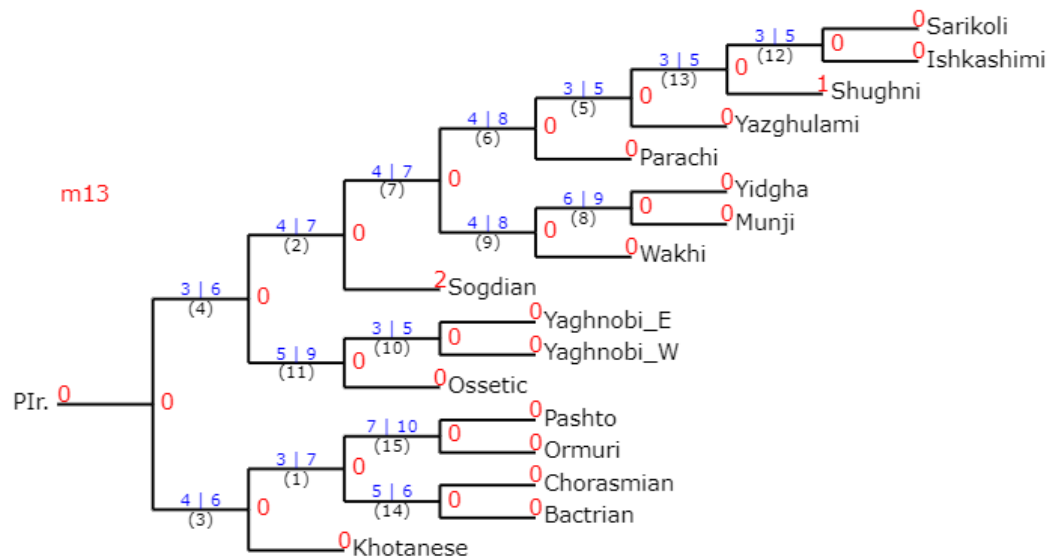 0 Sarikoli
3 | 5
(12) 0
0 Ishkashimi
3 | 5
(13) 0
1 Shughni
3 | 5
(5) 0
0 Yazghulami
4 | 8
(6) 0
0 Parachi
4 | 7
(7) 0
m13
0 Yidgha
6 | 9
(8) 0
0 Munji
4 | 8
(9) 0
0 Wakhi
4 | 7
(2) 0
2 Sogdian
3 | 6
(4) 0
0 Yaghnobi_E
3 | 5
(10) 0
0 Yaghnobi_W
5 | 9
(11) 0
0 Ossetic
PIr. 0 0
0 Pashto
7 | 10
(15) 0
0 Ormuri
3 | 7
(1) 0
0 Chorasmian
5 | 6
(14) 0
0 Bactrian
4 | 6
(3) 0
0 Khotanese